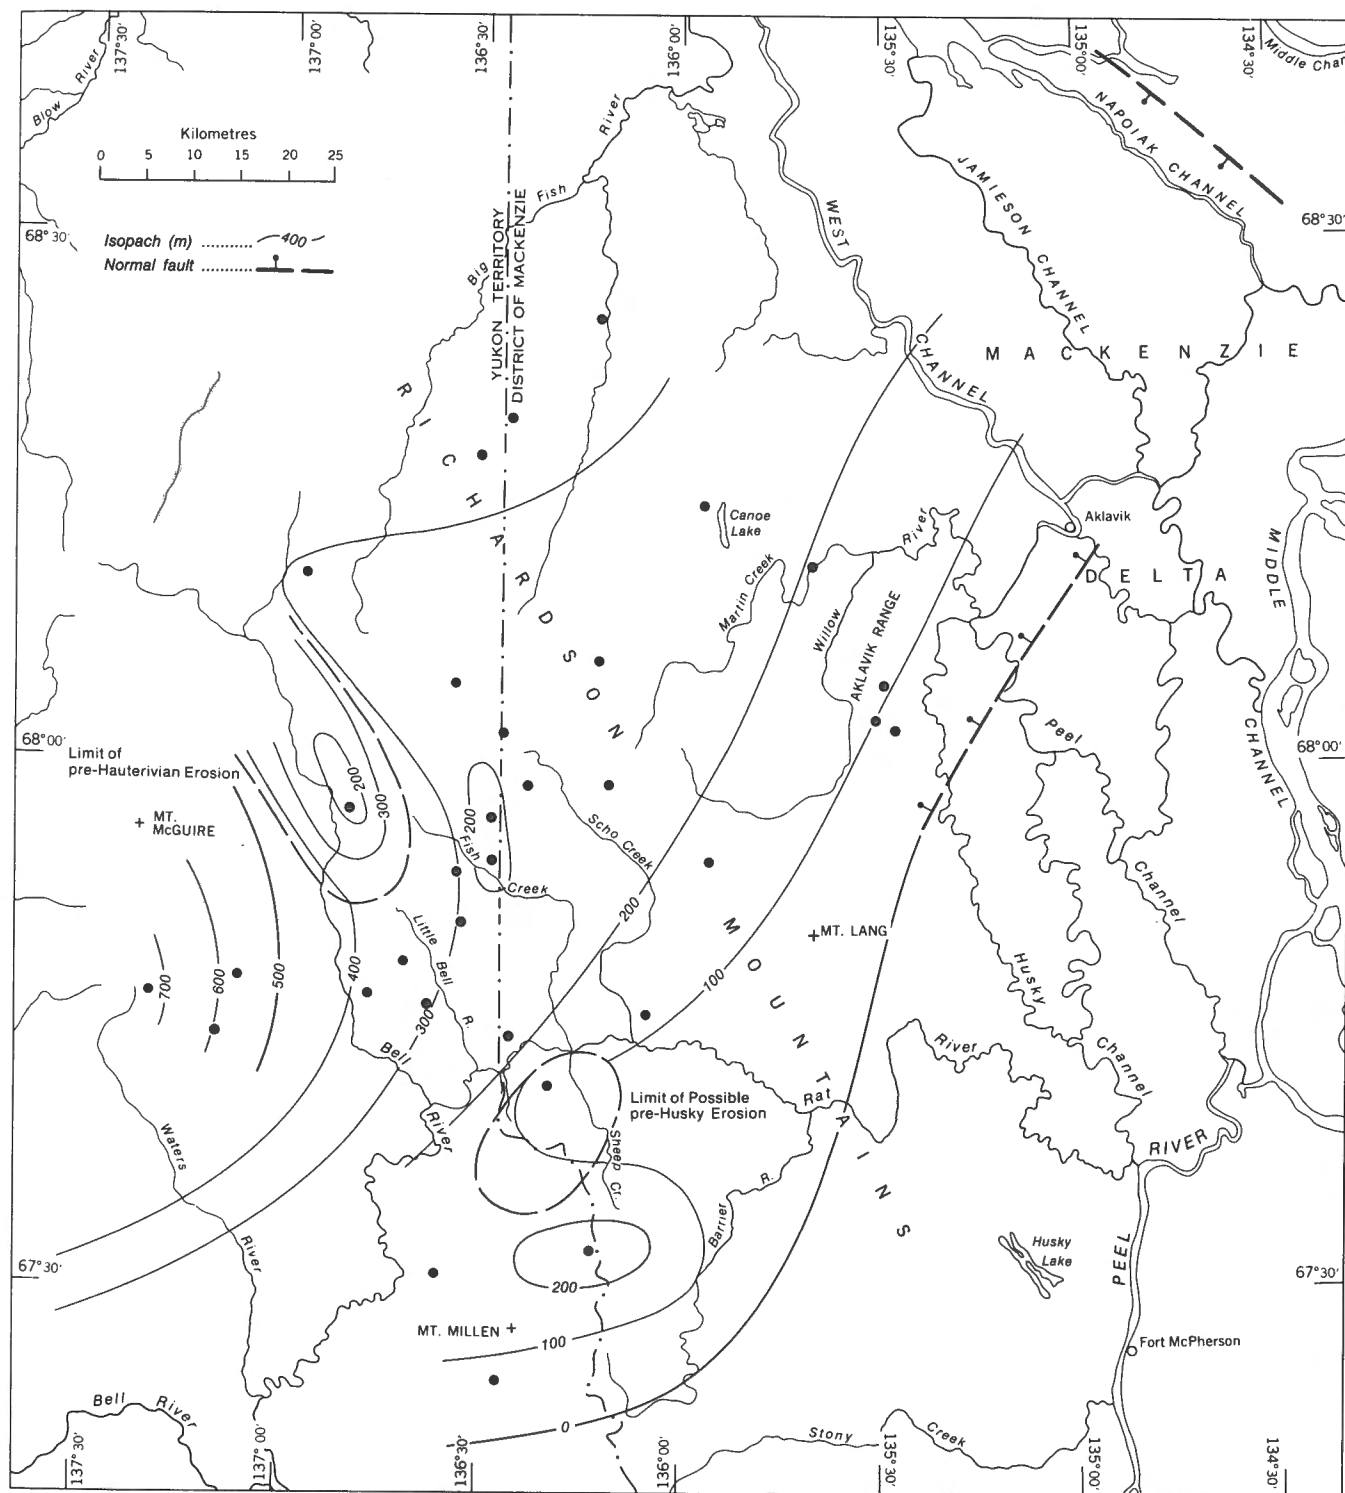 137°30'
137°00'
136°30'
136°00'
135°30'
135°00'
134°30'
Blow River
Middle Chan
Kilometres
0 5 10 15 20 25
Isopach (m) .......... 400
Normal fault ..........
68°30'
68°30'
Big Fish River
YUKON TERRITORY
DISTRICT OF MACKENZIE
WEST CHANNEL
JAMIESON CHANNEL
NAPOIAK CHANNEL
MACKENZIE
DELTA
RICHARDSON MOUNTAINS
Canoe Lake
Martin Creek
Willow River
AKLAVIK RANGE
Aklavik
MIDDLE CHANNEL
68°00'
68°00'
Limit of
pre-Hauterivian Erosion
MT.
McGUIRE
200
300
200
Fish Creek
Scho Creek
Peel Channel
200
MT. LANG
100
Little Bell R.
Husky Channel
700
600
500
400
300
Bell River
Rat River
Limit of Possible
pre-Husky Erosion
Sheep Cr.
Waters River
Barrier R.
PEEL RIVER
Husky
Lake
67°30'
67°30'
200
MT. MILLEN
100
Fort McPherson
0
Bell River
Stony Creek
137°30'
137°00'
136°30'
136°00'
135°30'
135°00'
134°30'